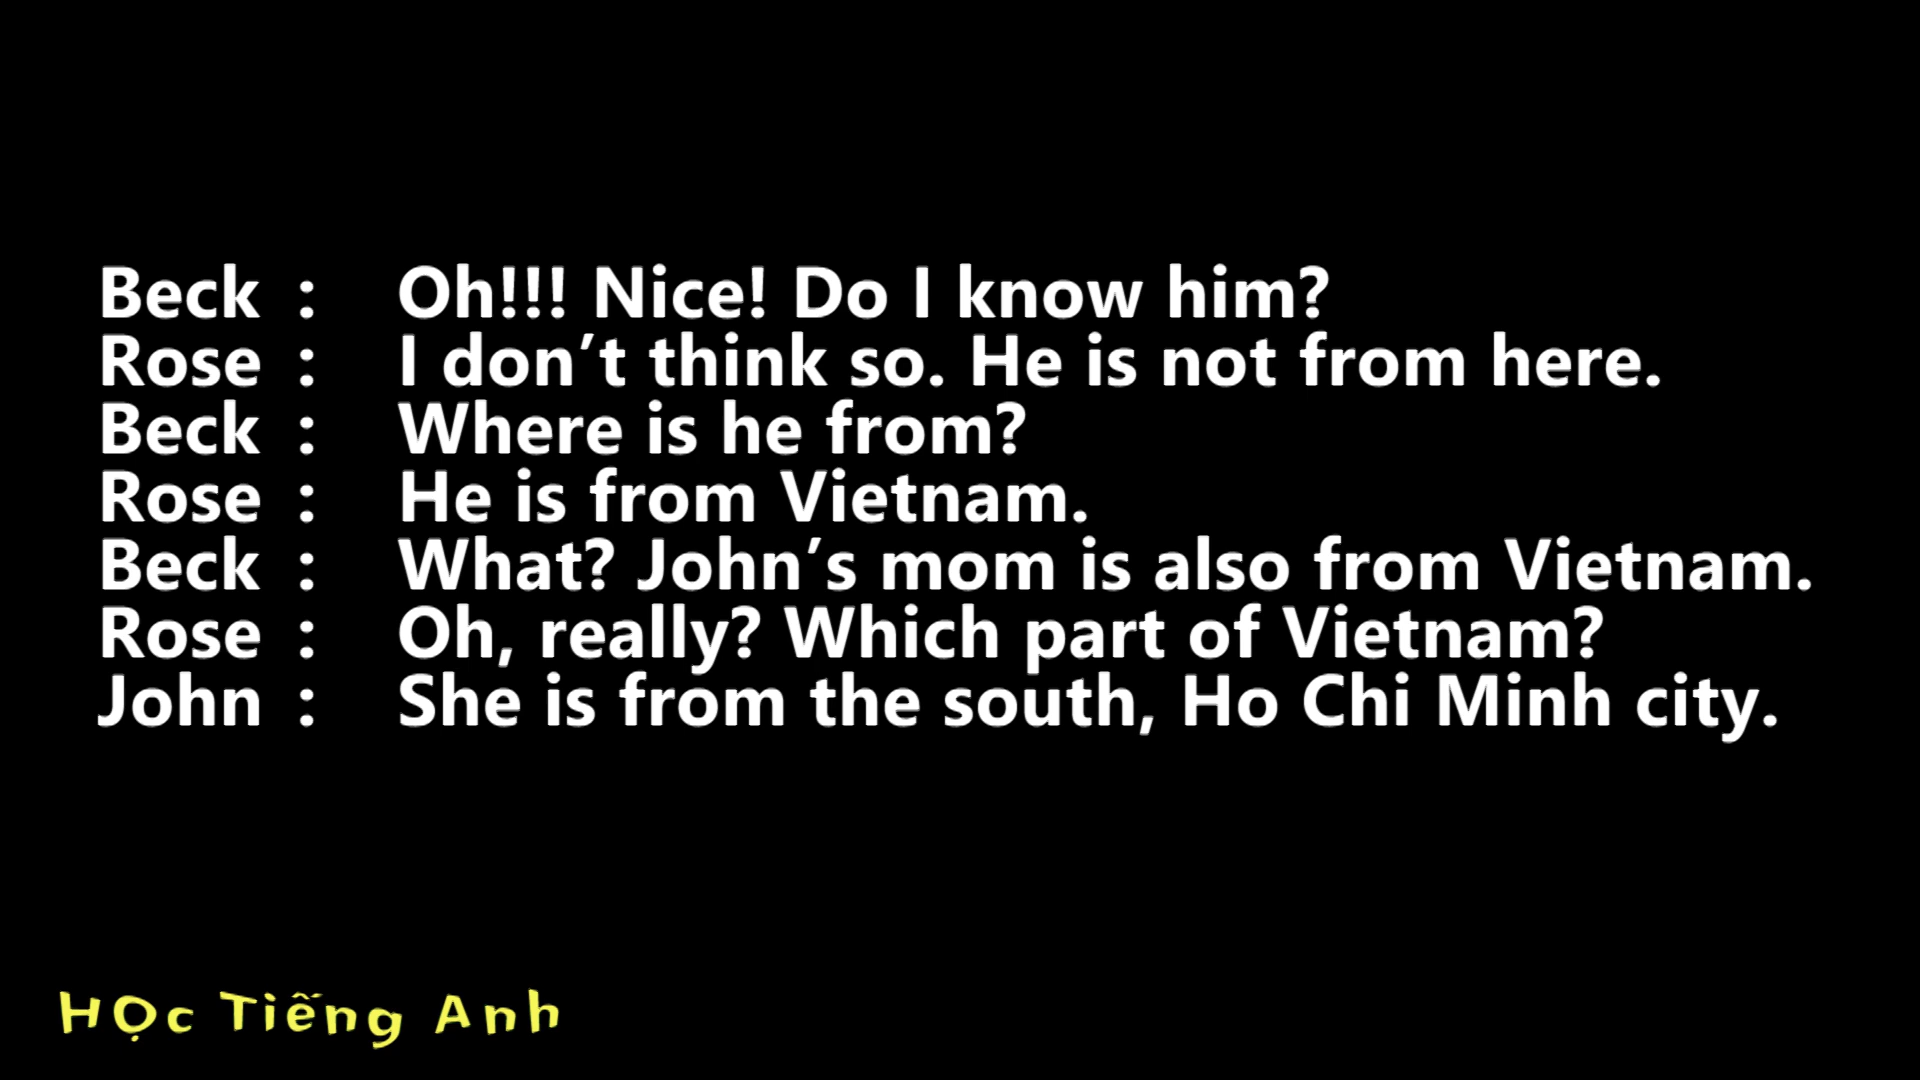 Beck : Oh!!! Nice! Do I know him?
Rose : I don’t think so. He is not from here.
Beck : Where is he from?
Rose : He is from Vietnam.
Beck : What? John’s mom is also from Vietnam.
Rose : Oh, really? Which part of Vietnam?
John : She is from the south, Ho Chi Minh city.
Học Tiếng Anh